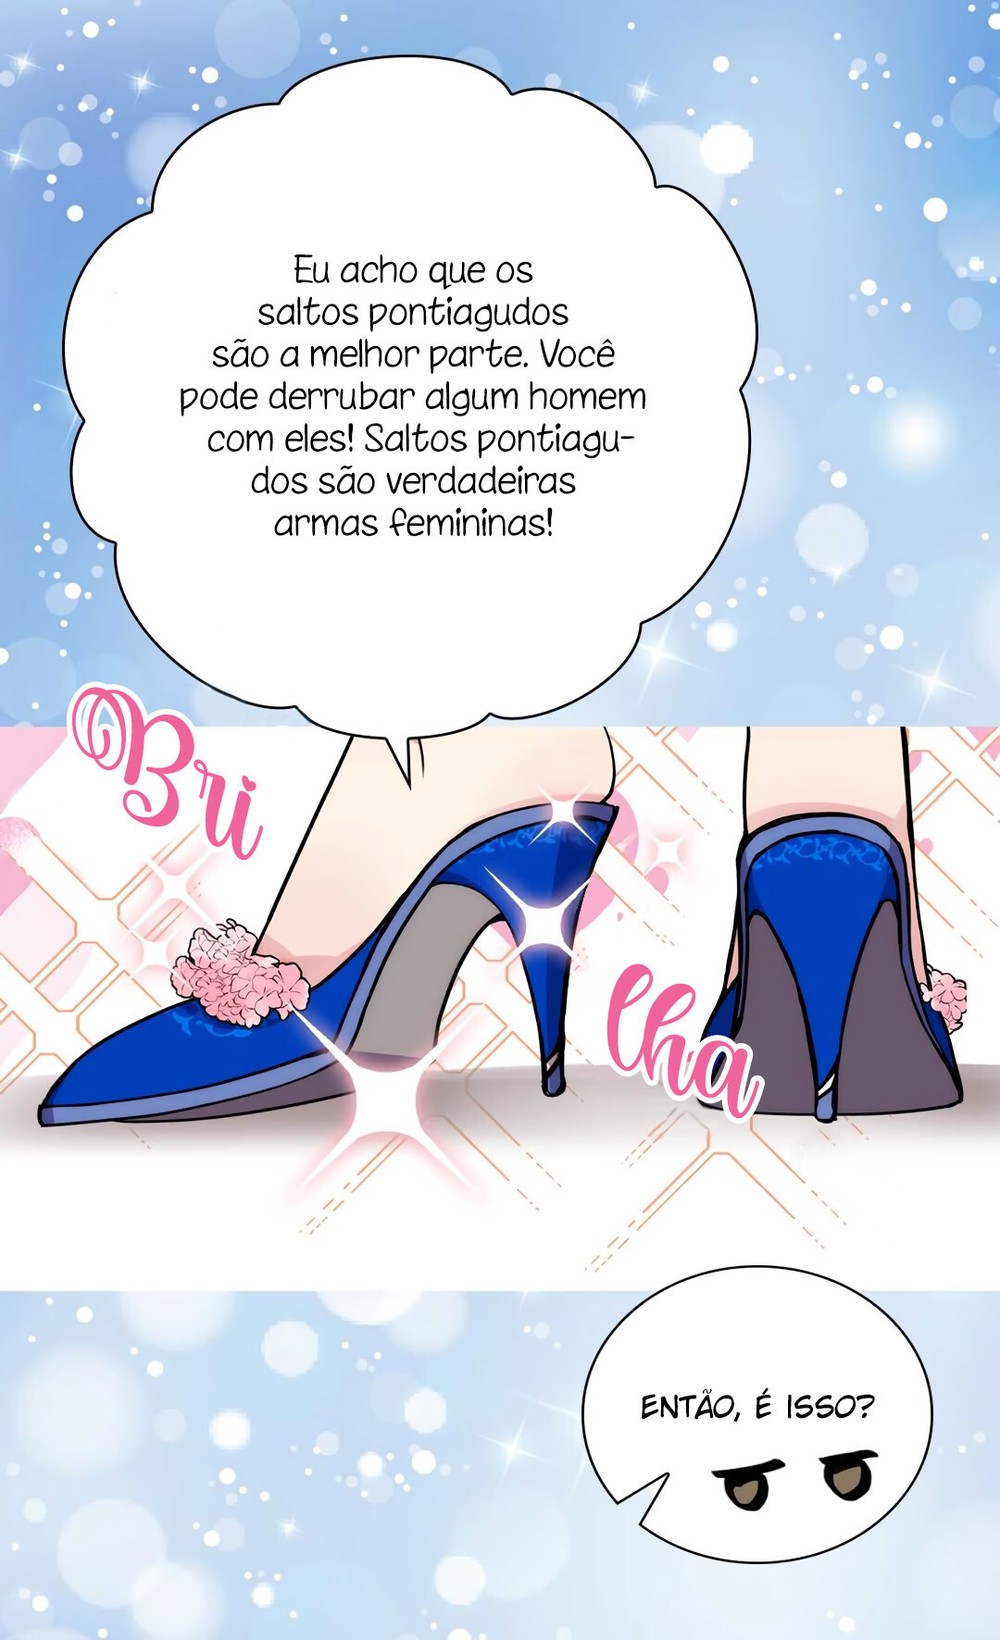 Eu acho que os
saltos pontiagudos
são a melhor parte. Você
pode derrubar algum homem
com eles! Saltos pontiagu-
dos são verdadeiras
armas femininas!
Bri
lha
ENTÃO, É ISSO?